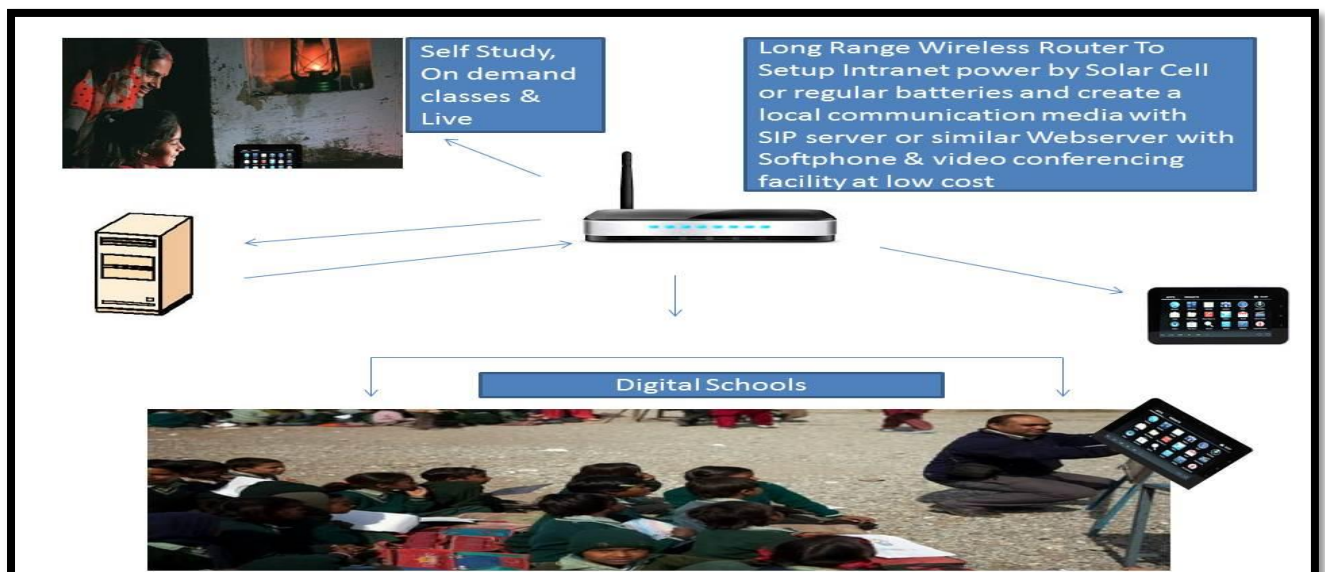 Self Study,
On demand
classes &
Live
Long Range Wireless Router To
Setup Intranet power by Solar Cell
or regular batteries and create a
local communication media with
SIP server or similar Webserver with
Softphone & video conferencing
facility at low cost
Digital Schools